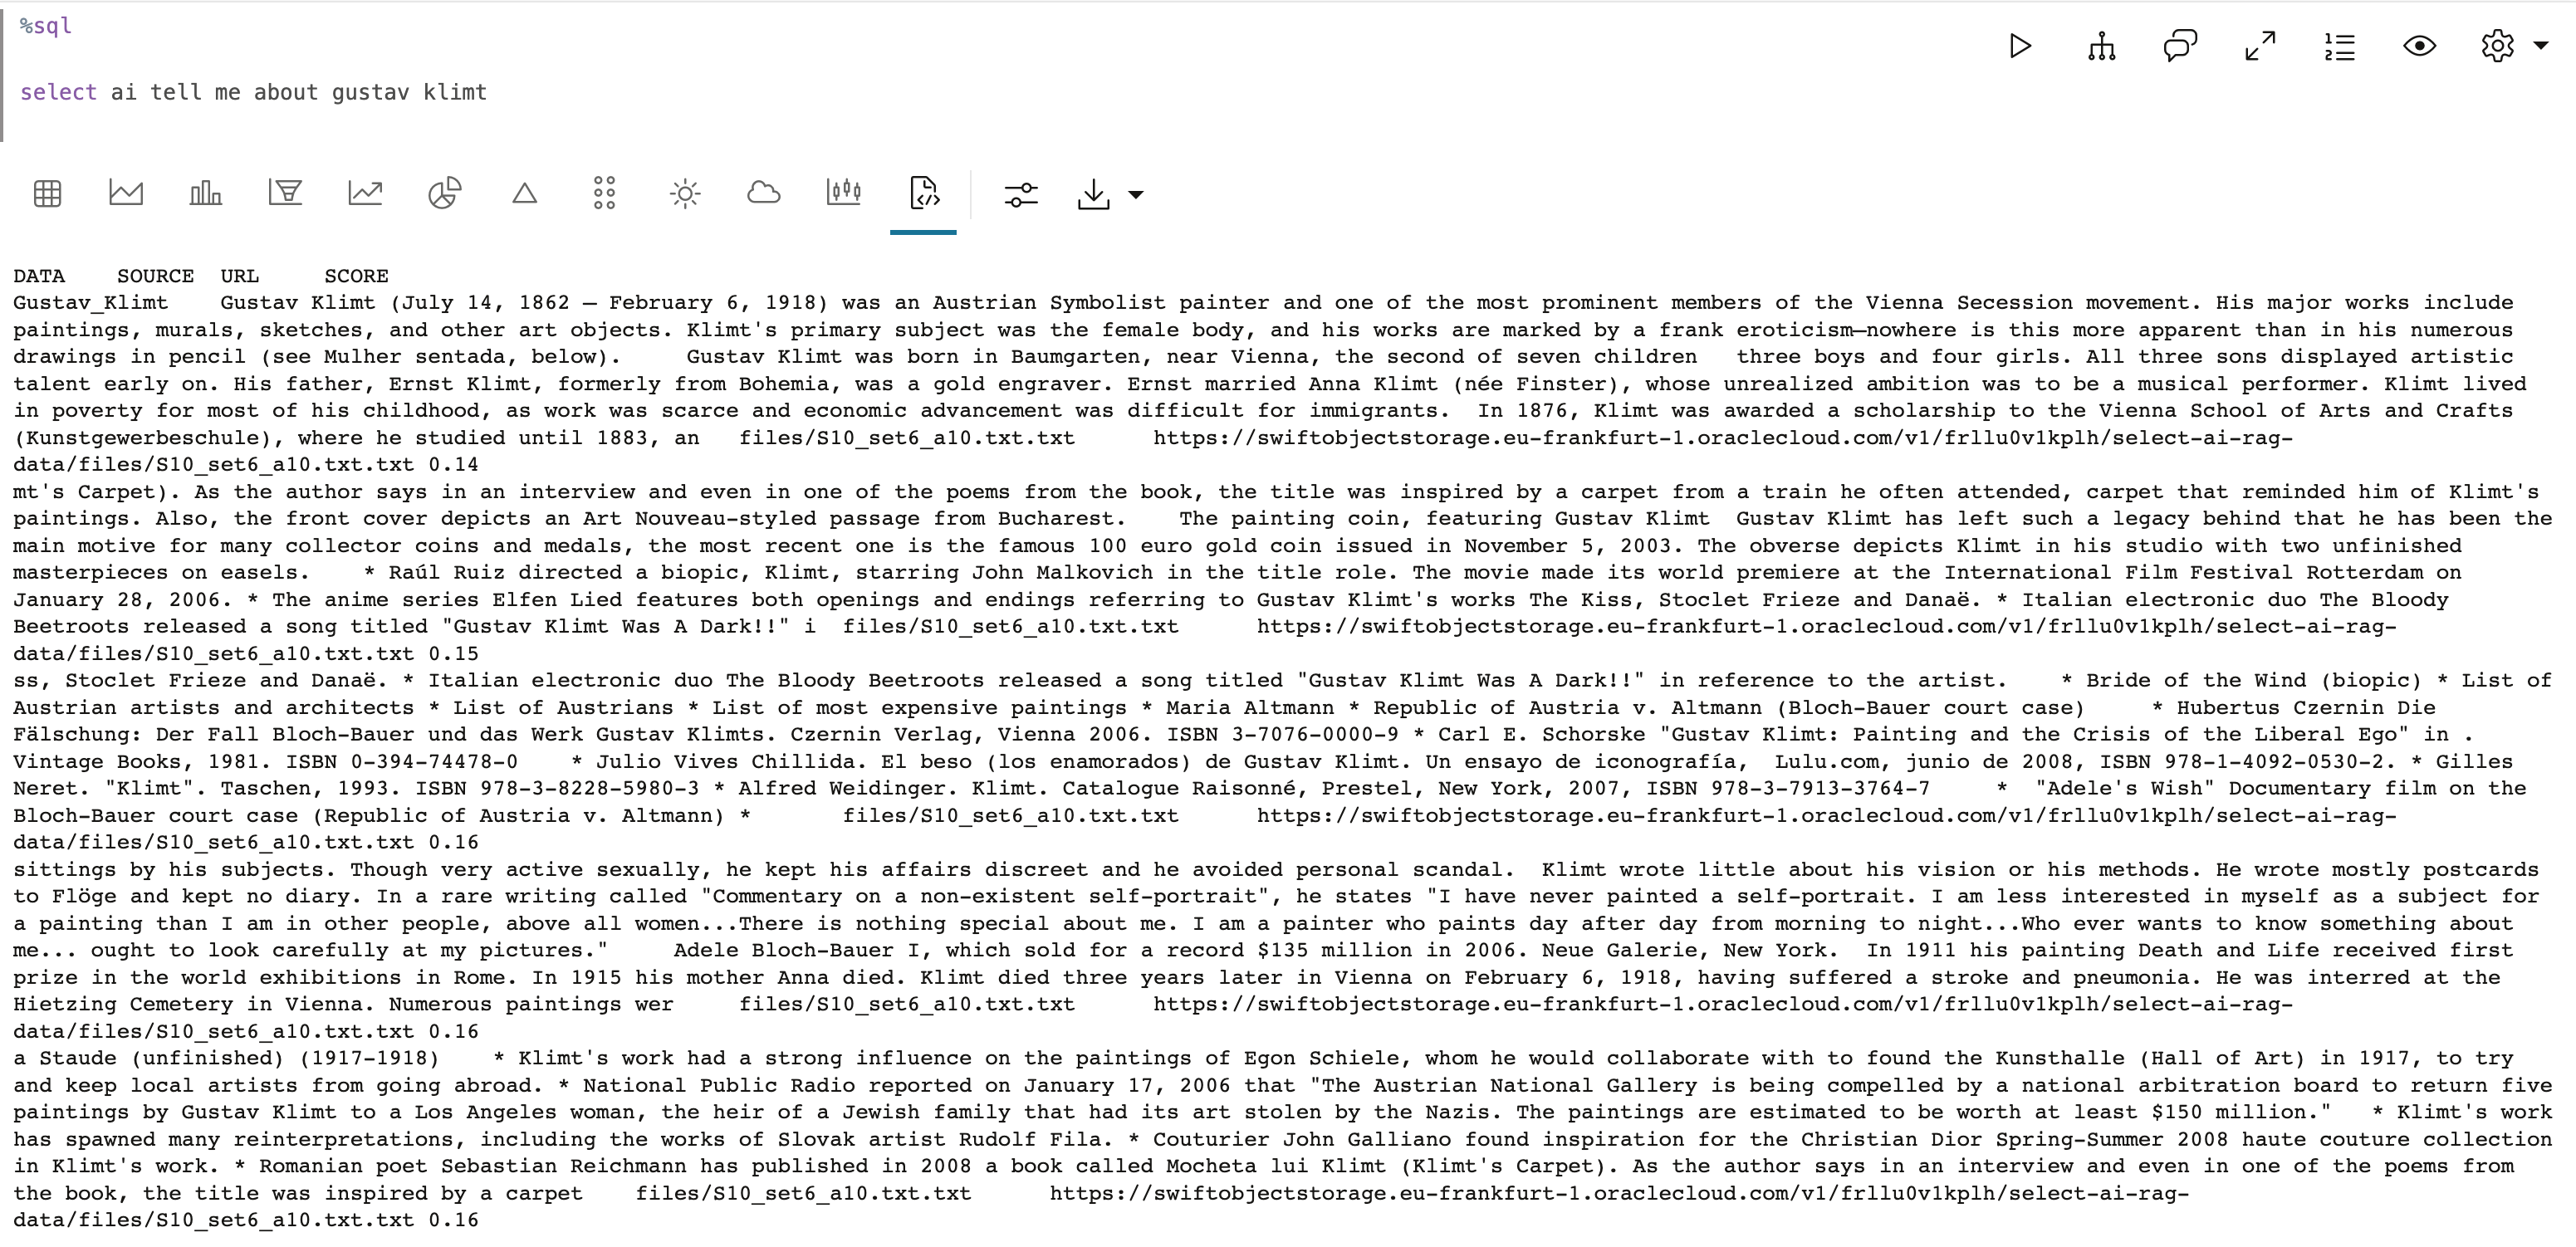 %sql
select ai tell me about gustav klimt
DATA    SOURCE  URL     SCORE
Gustav_Klimt    Gustav Klimt (July 14, 1862 — February 6, 1918) was an Austrian Symbolist painter and one of the most prominent members of the Vienna Secession movement. His major works include
paintings, murals, sketches, and other art objects. Klimt's primary subject was the female body, and his works are marked by a frank eroticism—nowhere is this more apparent than in his numerous
drawings in pencil (see Mulher sentada, below).     Gustav Klimt was born in Baumgarten, near Vienna, the second of seven children   three boys and four girls. All three sons displayed artistic
talent early on. His father, Ernst Klimt, formerly from Bohemia, was a gold engraver. Ernst married Anna Klimt (née Finster), whose unrealized ambition was to be a musical performer. Klimt lived
in poverty for most of his childhood, as work was scarce and economic advancement was difficult for immigrants.  In 1876, Klimt was awarded a scholarship to the Vienna School of Arts and Crafts
(Kunstgewerbeschule), where he studied until 1883, an   files/S10_set6_a10.txt.txt      https://swiftobjectstorage.eu-frankfurt-1.oraclecloud.com/v1/frllu0v1kplh/select-ai-rag-
data/files/S10_set6_a10.txt.txt 0.14
mt's Carpet). As the author says in an interview and even in one of the poems from the book, the title was inspired by a carpet from a train he often attended, carpet that reminded him of Klimt's
paintings. Also, the front cover depicts an Art Nouveau-styled passage from Bucharest.    The painting coin, featuring Gustav Klimt  Gustav Klimt has left such a legacy behind that he has been the
main motive for many collector coins and medals, the most recent one is the famous 100 euro gold coin issued in November 5, 2003. The obverse depicts Klimt in his studio with two unfinished
masterpieces on easels.    * Raúl Ruiz directed a biopic, Klimt, starring John Malkovich in the title role. The movie made its world premiere at the International Film Festival Rotterdam on
January 28, 2006. * The anime series Elfen Lied features both openings and endings referring to Gustav Klimt's works The Kiss, Stoclet Frieze and Danaë. * Italian electronic duo The Bloody
Beetroots released a song titled "Gustav Klimt Was A Dark!!" i  files/S10_set6_a10.txt.txt      https://swiftobjectstorage.eu-frankfurt-1.oraclecloud.com/v1/frllu0v1kplh/select-ai-rag-
data/files/S10_set6_a10.txt.txt 0.15
ss, Stoclet Frieze and Danaë. * Italian electronic duo The Bloody Beetroots released a song titled "Gustav Klimt Was A Dark!!" in reference to the artist.    * Bride of the Wind (biopic) * List of
Austrian artists and architects * List of Austrians * List of most expensive paintings * Maria Altmann * Republic of Austria v. Altmann (Bloch-Bauer court case)     * Hubertus Czernin Die
Fälschung: Der Fall Bloch-Bauer und das Werk Gustav Klimts. Czernin Verlag, Vienna 2006. ISBN 3-7076-0000-9 * Carl E. Schorske "Gustav Klimt: Painting and the Crisis of the Liberal Ego" in .
Vintage Books, 1981. ISBN 0-394-74478-0    * Julio Vives Chillida. El beso (los enamorados) de Gustav Klimt. Un ensayo de iconografía,  Lulu.com, junio de 2008, ISBN 978-1-4092-0530-2. * Gilles
Neret. "Klimt". Taschen, 1993. ISBN 978-3-8228-5980-3 * Alfred Weidinger. Klimt. Catalogue Raisonné, Prestel, New York, 2007, ISBN 978-3-7913-3764-7     *  "Adele's Wish" Documentary film on the
Bloch-Bauer court case (Republic of Austria v. Altmann) *       files/S10_set6_a10.txt.txt      https://swiftobjectstorage.eu-frankfurt-1.oraclecloud.com/v1/frllu0v1kplh/select-ai-rag-
data/files/S10_set6_a10.txt.txt 0.16
sittings by his subjects. Though very active sexually, he kept his affairs discreet and he avoided personal scandal.  Klimt wrote little about his vision or his methods. He wrote mostly postcards
to Flöge and kept no diary. In a rare writing called "Commentary on a non-existent self-portrait", he states "I have never painted a self-portrait. I am less interested in myself as a subject for
a painting than I am in other people, above all women...There is nothing special about me. I am a painter who paints day after day from morning to night...Who ever wants to know something about
me... ought to look carefully at my pictures."     Adele Bloch-Bauer I, which sold for a record $135 million in 2006. Neue Galerie, New York.  In 1911 his painting Death and Life received first
prize in the world exhibitions in Rome. In 1915 his mother Anna died. Klimt died three years later in Vienna on February 6, 1918, having suffered a stroke and pneumonia. He was interred at the
Hietzing Cemetery in Vienna. Numerous paintings wer     files/S10_set6_a10.txt.txt      https://swiftobjectstorage.eu-frankfurt-1.oraclecloud.com/v1/frllu0v1kplh/select-ai-rag-
data/files/S10_set6_a10.txt.txt 0.16
a Staude (unfinished) (1917-1918)    * Klimt's work had a strong influence on the paintings of Egon Schiele, whom he would collaborate with to found the Kunsthalle (Hall of Art) in 1917, to try
and keep local artists from going abroad. * National Public Radio reported on January 17, 2006 that "The Austrian National Gallery is being compelled by a national arbitration board to return five
paintings by Gustav Klimt to a Los Angeles woman, the heir of a Jewish family that had its art stolen by the Nazis. The paintings are estimated to be worth at least $150 million."   * Klimt's work
has spawned many reinterpretations, including the works of Slovak artist Rudolf Fila. * Couturier John Galliano found inspiration for the Christian Dior Spring-Summer 2008 haute couture collection
in Klimt's work. * Romanian poet Sebastian Reichmann has published in 2008 a book called Mocheta lui Klimt (Klimt's Carpet). As the author says in an interview and even in one of the poems from
the book, the title was inspired by a carpet    files/S10_set6_a10.txt.txt      https://swiftobjectstorage.eu-frankfurt-1.oraclecloud.com/v1/frllu0v1kplh/select-ai-rag-
data/files/S10_set6_a10.txt.txt 0.16